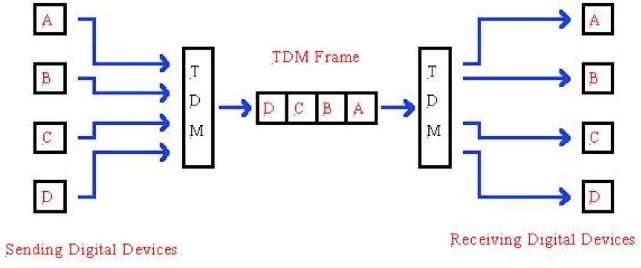 A
B
C
D
Sending Digital Devices
T
D
M
TDM Frame
D C B A
T
D
M
A
B
C
D
Receiving Digital Devices